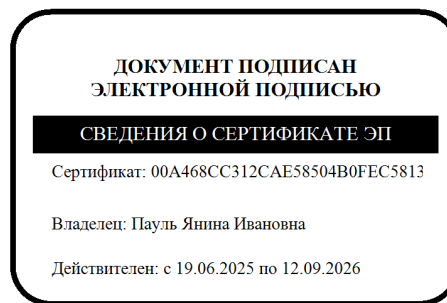 ДОКУМЕНТ ПОДПИСАН
ЭЛЕКТРОННОЙ ПОДПИСЬЮ
СВЕДЕНИЯ О СЕРТИФИКАТЕ ЭП
Сертификат: 00A468CC312CAE58504B0FEC5813
Владелец: Пауль Янина Ивановна
Действителен: с 19.06.2025 по 12.09.2026